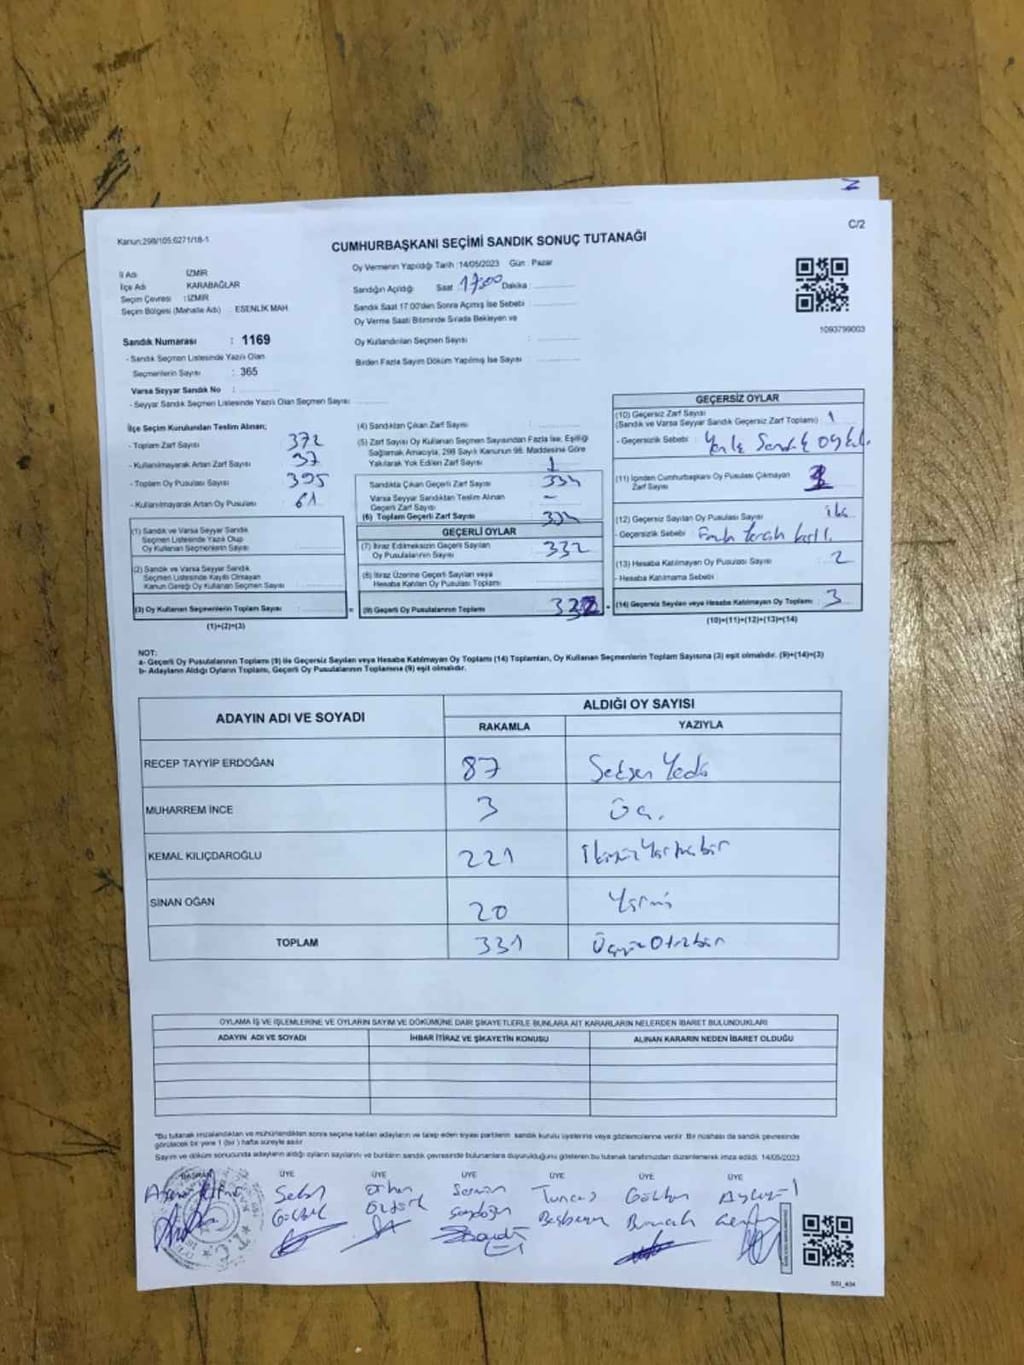 C/2
Kanun:298/105:6271/18-1
CUMHURBAŞKANI SEÇİMİ SANDIK SONUÇ TUTANAĞI
İl Adı İZMİR
İlçe Adı KARABAĞLAR
Seçim Çevresi : İZMİR
Seçim Bölgesi (Mahalle Adı) : ESENLİK MAH
Oy Vermenin Yapıldığı Tarih :14/05/2023 Gün : Pazar
Sandığın Açıldığı Saat 17:00 Dakika :
Sandık Saat 17.00'den Sonra Açılmış İse Sebebi :
Oy Verme Saati Bitiminde Sırada Bekleyen ve
Oy Kullandırılan Seçmen Sayısı :
Birden Fazla Sayım Döküm Yapılmış İse Sayısı :
1093799003
Sandık Numarası : 1169
- Sandık Seçmen Listesinde Yazılı Olan
Seçmenlerin Sayısı : 365
Varsa Seyyar Sandık No :
- Seyyar Sandık Seçmen Listesinde Yazılı Olan Seçmen Sayısı :
İlçe Seçim Kurulundan Teslim Alınan;
- Toplam Zarf Sayısı 372
- Kullanılmayarak Artan Zarf Sayısı 37
- Toplam Oy Pusulası Sayısı 395
- Kullanılmayarak Artan Oy Pusulası 61
(1) Sandık ve Varsa Seyyar Sandık
Seçmen Listesinde Yazılı Olup
Oy Kullanan Seçmenlerin Sayısı :
(2) Sandık ve Varsa Seyyar Sandık
Seçmen Listesinde Kayıtlı Olmayan
Kanun Gereği Oy Kullanan Seçmen Sayısı :
(3) Oy Kullanan Seçmenlerin Toplam Sayısı :
(1)+(2)=(3)
(4) Sandıktan Çıkan Zarf Sayısı :
(5) Zarf Sayısı Oy Kullanan Seçmen Sayısından Fazla İse, Eşitliği
Sağlamak Amacıyla, 298 Sayılı Kanunun 98. Maddesine Göre
Yakılarak Yok Edilen Zarf Sayısı : 1
Sandıkta Çıkan Geçerli Zarf Sayısı : 334
Varsa Seyyar Sandıktan Teslim Alınan
Geçerli Zarf Sayısı : -
(6) Toplam Geçerli Zarf Sayısı : 334
GEÇERLİ OYLAR
(7) İtiraz Edilmeksizin Geçerli Sayılan
Oy Pusulalarının Sayısı : 332
(8) İtiraz Üzerine Geçerli Sayılan veya
Hesaba Katılan Oy Pusulası Toplamı :
(9) Geçerli Oy Pusulalarının Toplamı : 332
GEÇERSİZ OYLAR
(10) Geçersiz Zarf Sayısı
(Sandık ve Varsa Seyyar Sandık Geçersiz Zarf Toplamı) : 1
- Geçersizlik Sebebi :
(11) İçinden Cumhurbaşkanı Oy Pusulası Çıkmayan
Zarf Sayısı
(12) Geçersiz Sayılan Oy Pusulası Sayısı : iki
- Geçersizlik Sebebi :
(13) Hesaba Katılmayan Oy Pusulası Sayısı : 2
- Hesaba Katılmama Sebebi :
(14) Geçersiz Sayılan veya Hesaba Katılmayan Oy Toplamı : 3
(10)+(11)+(12)+(13)=(14)
NOT:
a- Geçerli Oy Pusulalarının Toplamı (9) ile Geçersiz Sayılan veya Hesaba Katılmayan Oy Toplamı (14) Toplamları, Oy Kullanan Seçmenlerin Toplam Sayısına (3) eşit olmalıdır. (9)+(14)=(3)
b- Adayların Aldığı Oyların Toplamı, Geçerli Oy Pusulalarının Toplamına (9) eşit olmalıdır.
ADAYIN ADI VE SOYADI ALDIĞI OY SAYISI
RAKAMLA YAZIYLA
RECEP TAYYİP ERDOĞAN 87 Seksen Yedi
MUHARREM İNCE 3 Üç.
KEMAL KILIÇDAROĞLU 221 İkiyüz Yirmi bir
SİNAN OĞAN 20 Yirmi
TOPLAM 331 Üçyüz Otuz bir
OYLAMA İŞ VE İŞLEMLERİNE VE OYLARIN SAYIM VE DÖKÜMÜNE DAİR ŞİKAYETLERLE BUNLARA AİT KARARLARIN NELERDEN İBARET BULUNDUKLARI
ADAYIN ADI VE SOYADI İHBAR İTİRAZ VE ŞİKAYETİN KONUSU ALINAN KARARIN NEDEN İBARET OLDUĞU
*Bu tutanak imzalandıktan ve mühürlendikten sonra seçime katılan adayların ve talep eden siyasi partilerin sandık kurulu üyelerine veya gözlemcilerine verilir. Bir nüshası da sandık çevresinde
görülecek bir yere 1 (bir) hafta süreyle asılır
Sayım ve döküm sonucunda adayların aldığı oyların sayılarını ve bunların sandık çevresinde bulunanlara duyurulduğunu gösteren bu tutanak tarafımızdan düzenlenerek imza edildi. 14/05/2023
BAŞKAN ÜYE ÜYE ÜYE ÜYE ÜYE ÜYE
Orhan Tuncay Gökhan
SSI_404